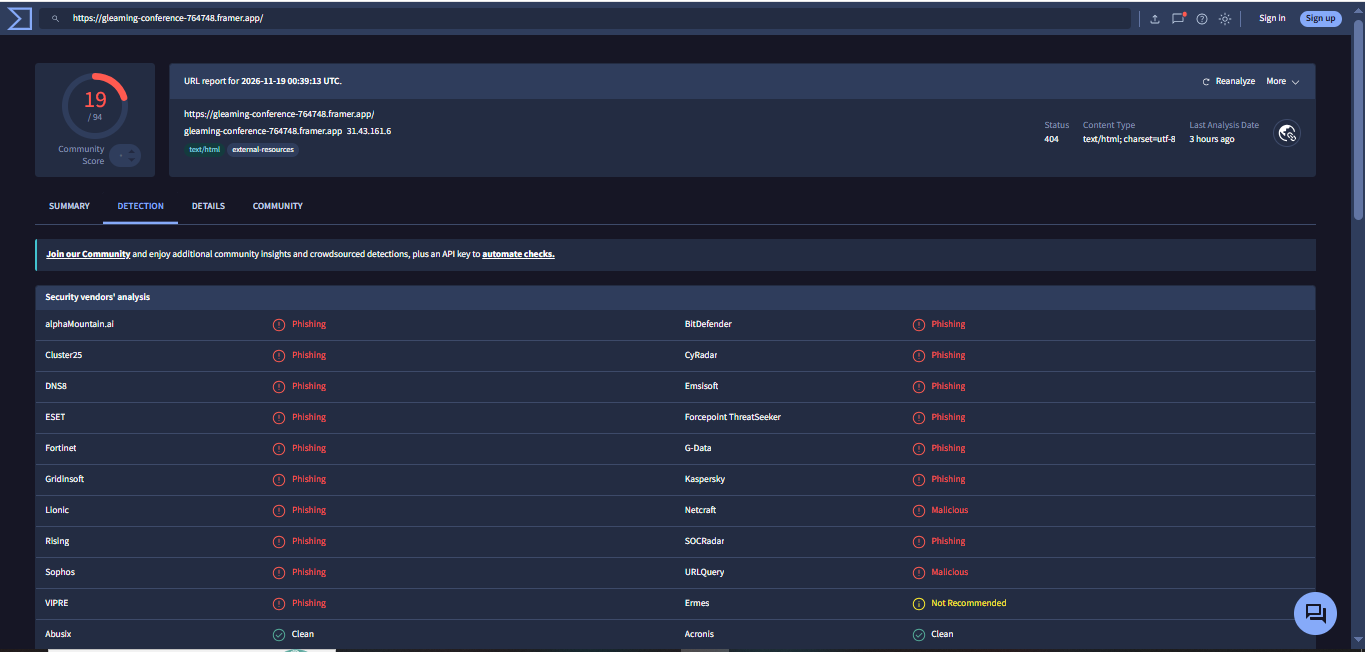 https://gleaming-conference-764748.framer.app/
Sign in
Sign up
19
/ 94
Community
Score
URL report for 2026-11-19 00:39:13 UTC.
Reanalyze
More
https://gleaming-conference-764748.framer.app/
gleaming-conference-764748.framer.app 31.43.161.6
text/html
external-resources
Status
404
Content Type
text/html; charset=utf-8
Last Analysis Date
3 hours ago
SUMMARY
DETECTION
DETAILS
COMMUNITY
Join our Community and enjoy additional community insights and crowdsourced detections, plus an API key to automate checks.
Security vendors' analysis
alphaMountain.ai Phishing BitDefender Phishing
Cluster25 Phishing CyRadar Phishing
DNS8 Phishing Emsisoft Phishing
ESET Phishing Forcepoint ThreatSeeker Phishing
Fortinet Phishing G-Data Phishing
Gridinsoft Phishing Kaspersky Phishing
Lionic Phishing Netcraft Malicious
Rising Phishing SOCRadar Phishing
Sophos Phishing URLQuery Malicious
VIPRE Phishing Ermes Not Recommended
Abusix Clean Acronis Clean